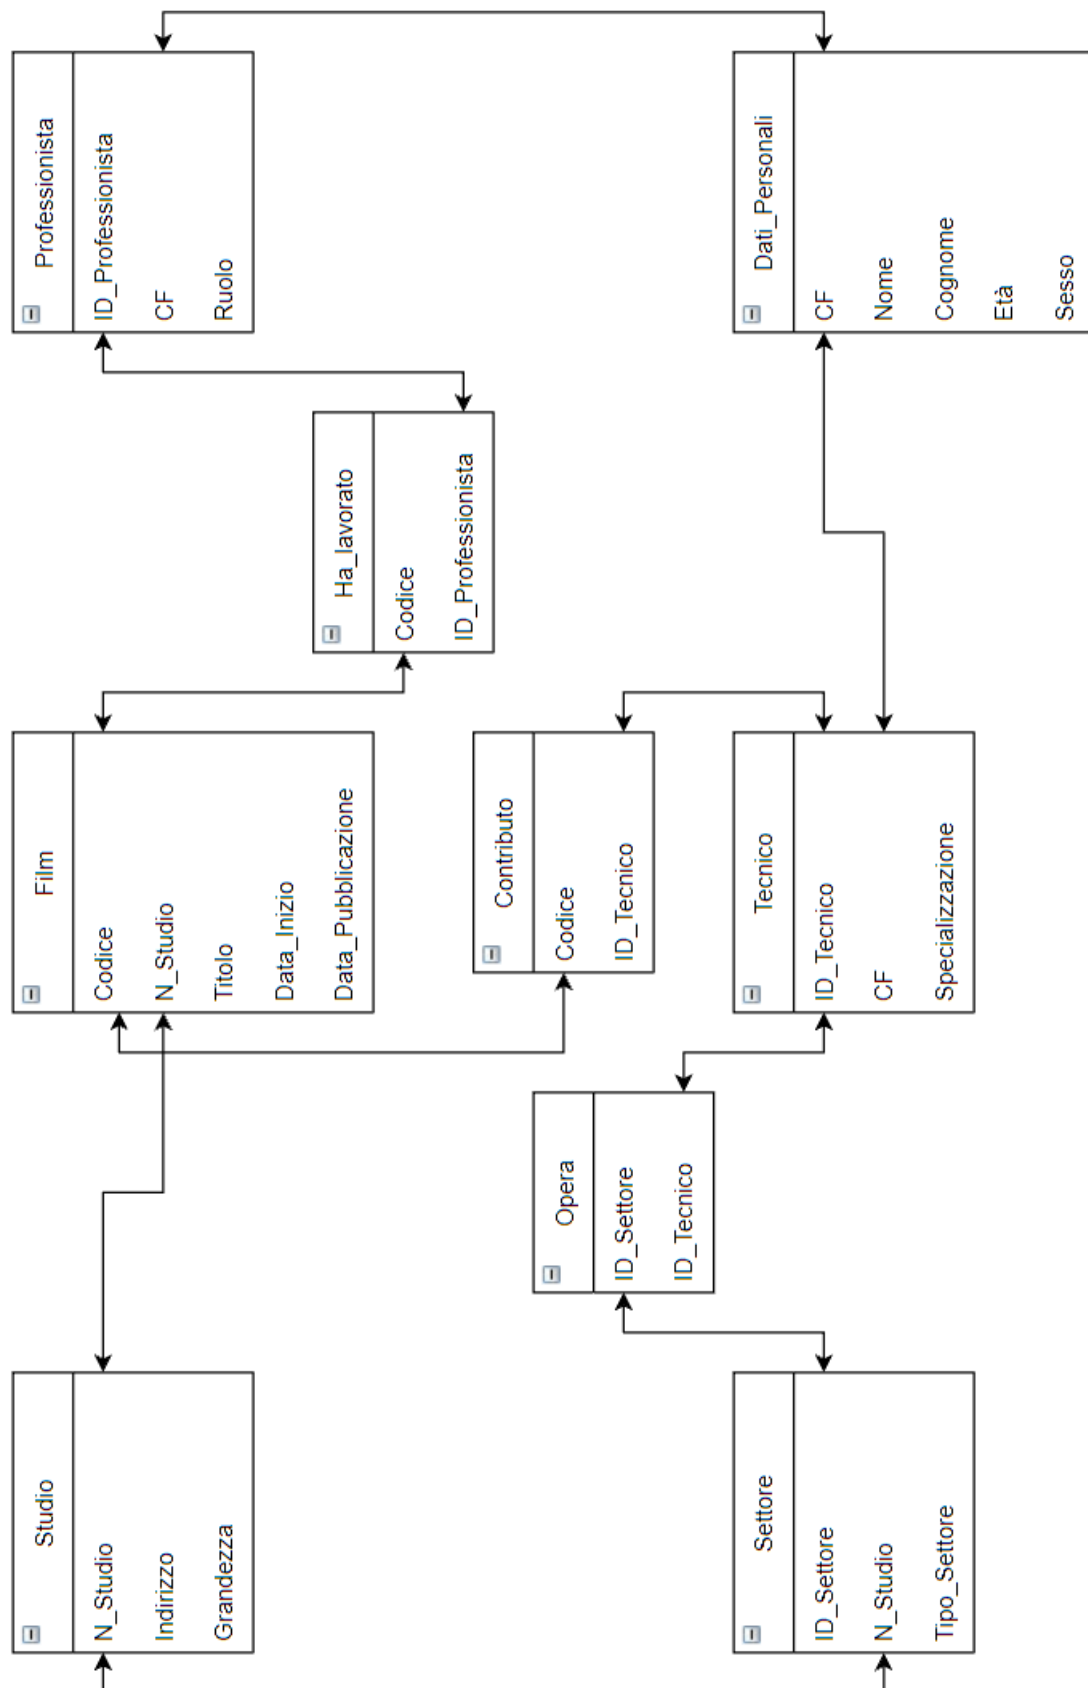 Studio
N_Studio
Indirizzo
Grandezza
Film
Codice
N_Studio
Titolo
Data_Inizio
Data_Pubblicazione
Professionista
ID_Professionista
CF
Ruolo
Ha_lavorato
Codice
ID_Professionista
Contributo
Codice
ID_Tecnico
Opera
ID_Settore
ID_Tecnico
Settore
ID_Settore
N_Studio
Tipo_Settore
Tecnico
ID_Tecnico
CF
Specializzazione
Dati_Personali
CF
Nome
Cognome
Età
Sesso